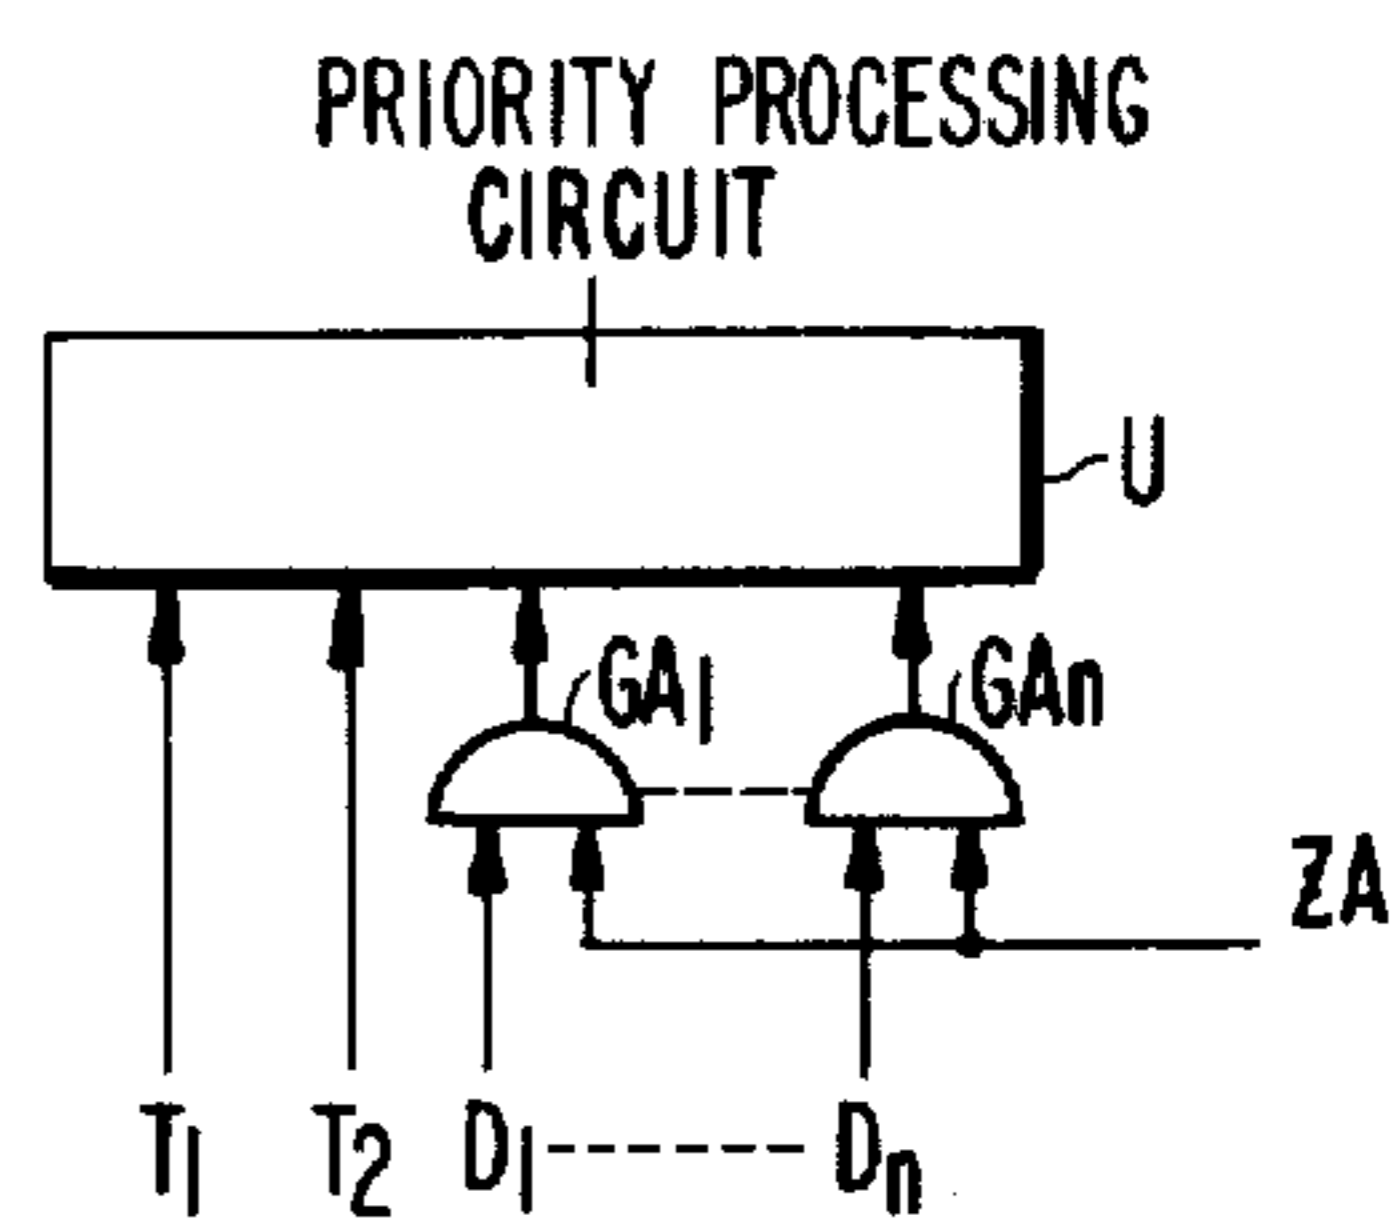 PRIORITY PROCESSING
CIRCUIT
U
GA1
GAn
ZA
T1
T2
D1
Dn